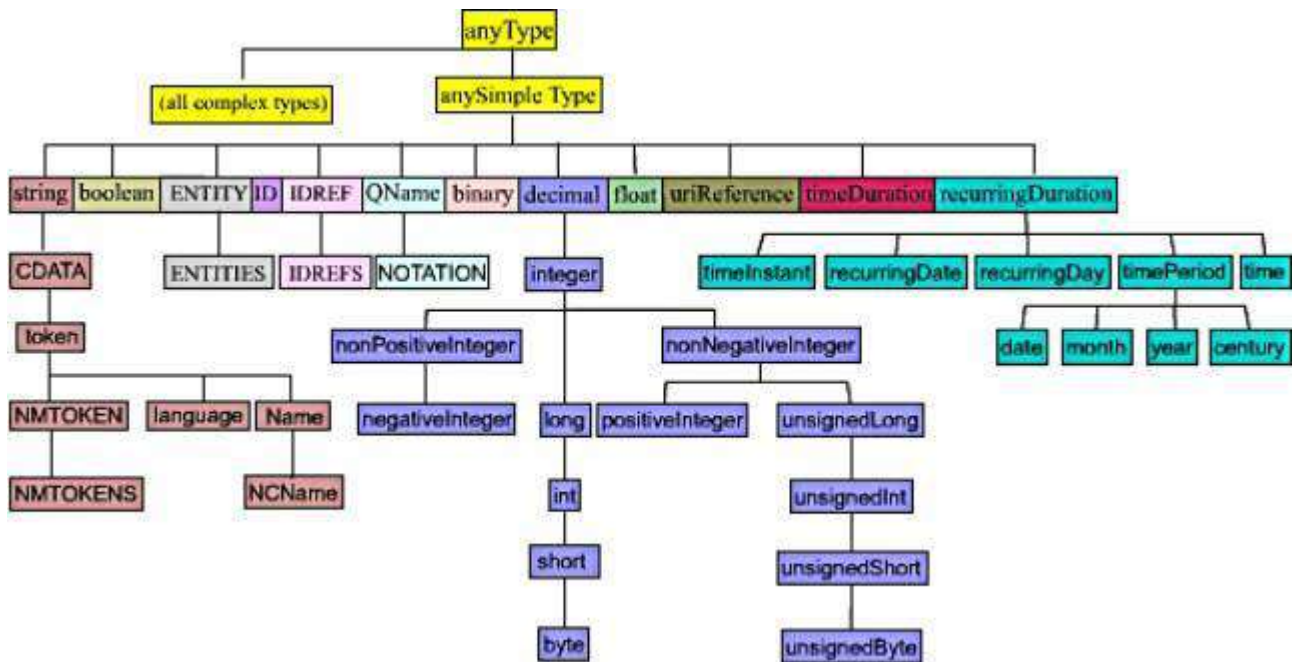 anyType
(all complex types)
anySimple Type
string boolean ENTITY ID IDREF QName binary decimal float uriReference timeDuration recurringDuration
CDATA ENTITIES IDREFS NOTATION integer timeInstant recurringDate recurringDay timePeriod time
token nonPositiveInteger nonNegativeInteger date month year century
NMTOKEN language Name negativeInteger long positiveInteger unsignedLong
NMTOKENS NCName int unsignedInt
short unsignedShort
byte unsignedByte